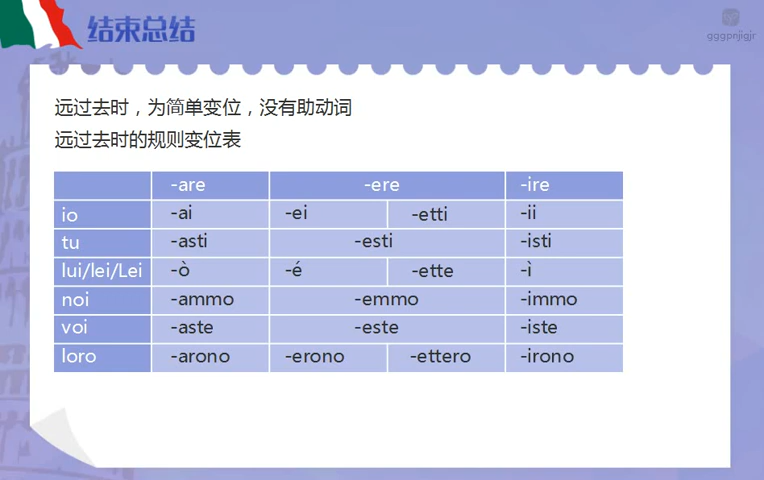 结束总结
gggpnjigjr
远过去时，为简单变位，没有助动词
远过去时的规则变位表
-are -ere -ire
io -ai -ei -etti -ii
tu -asti -esti -isti
lui/lei/Lei -ò -é -ette -ì
noi -ammo -emmo -immo
voi -aste -este -iste
loro -arono -erono -ettero -irono